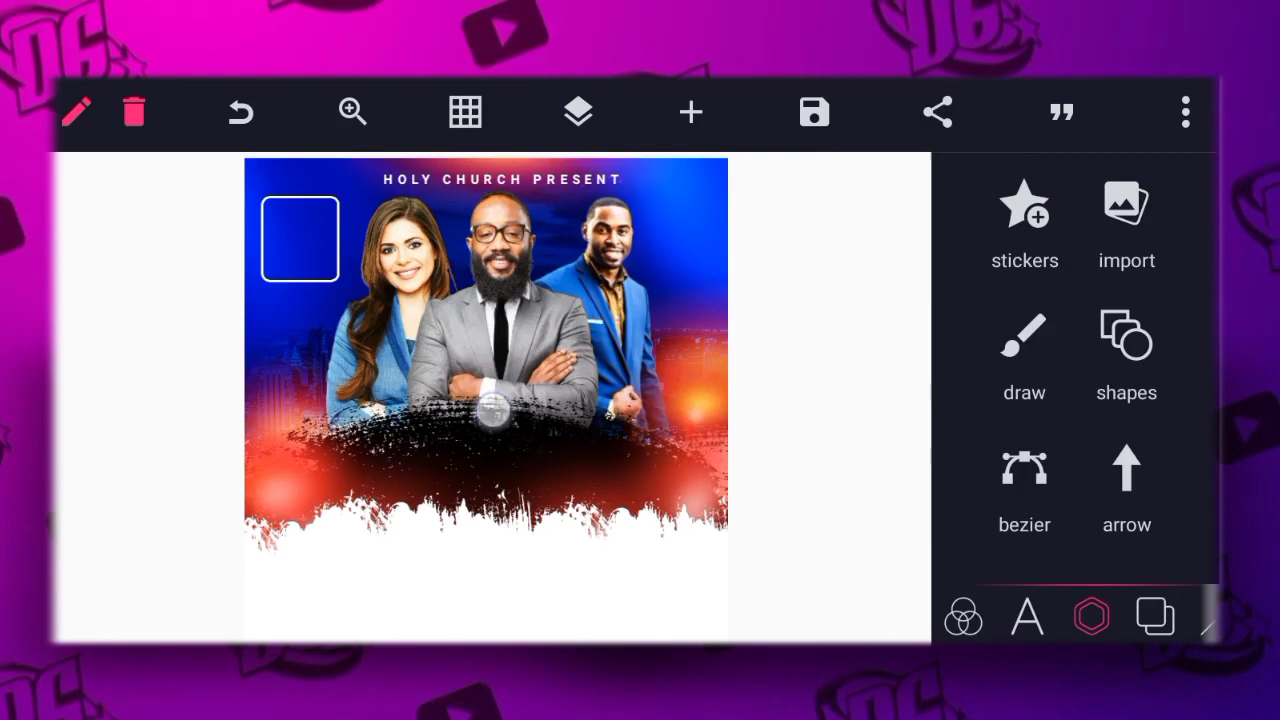 HOLY CHURCH PRESENT
stickers import
draw shapes
bezier arrow